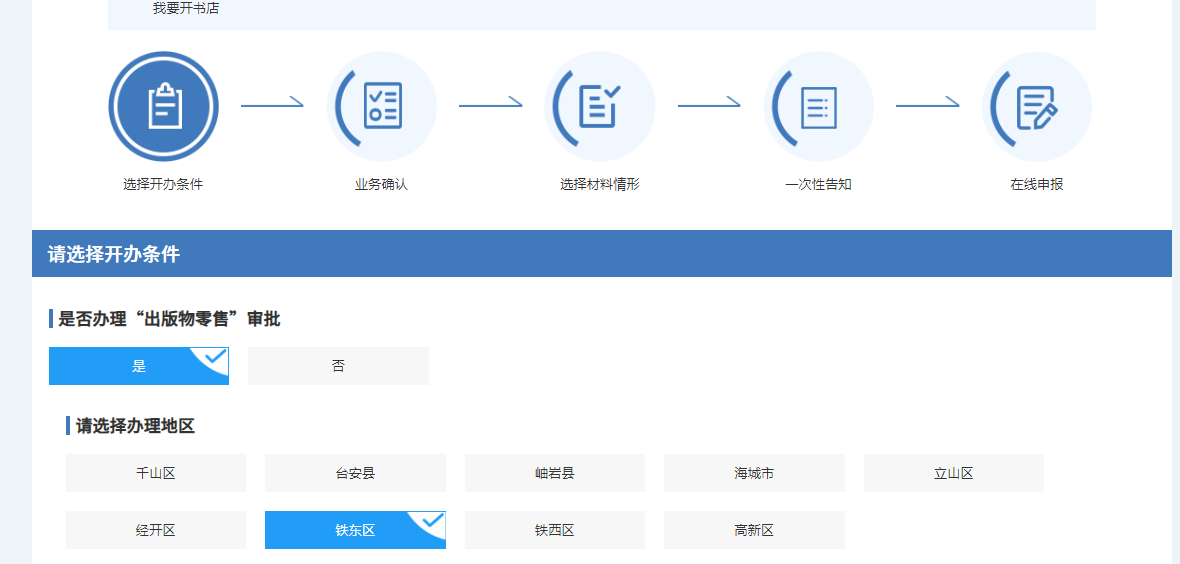 我要开书店
选择开办条件 业务确认 选择材料情形 一次性告知 在线申报
请选择开办条件
是否办理“出版物零售”审批
是 否
请选择办理地区
千山区 台安县 岫岩县 海城市 立山区
经开区 铁东区 铁西区 高新区